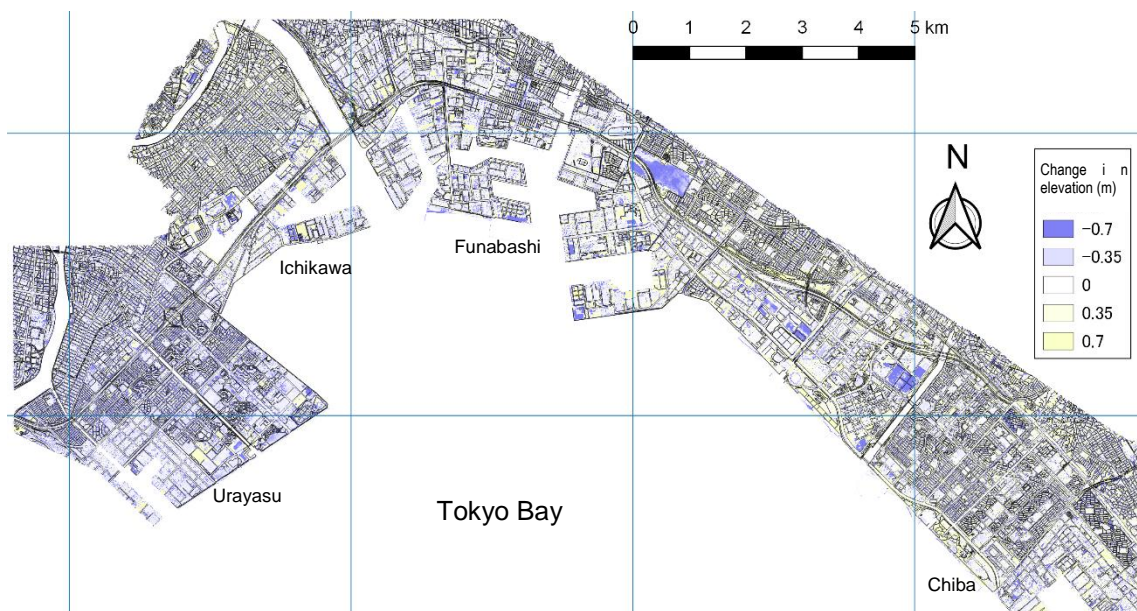 0 1 2 3 4 5 km
N
Change i n
elevation (m)
−0.7
−0.35
0
0.35
0.7
Funabashi
Ichikawa
Urayasu
Tokyo Bay
Chiba